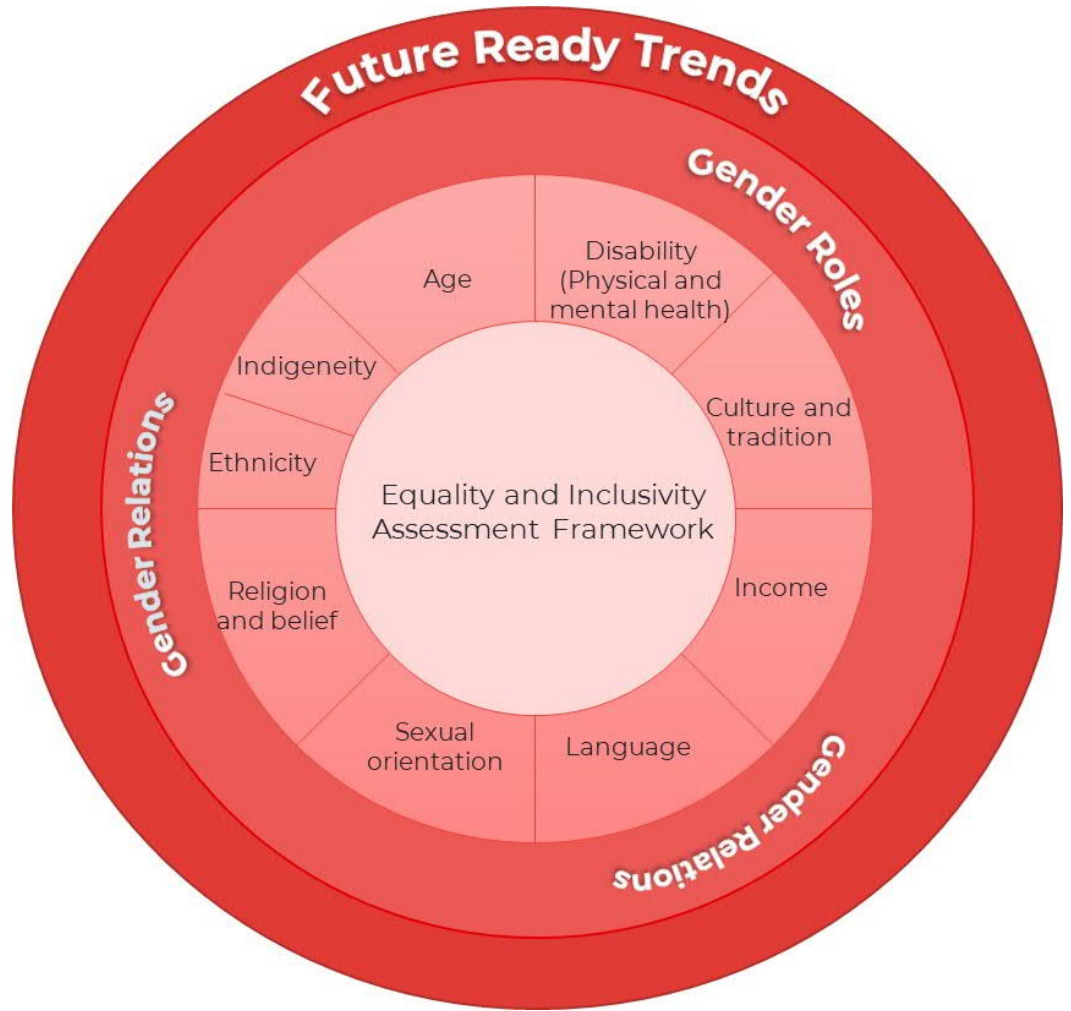 Future Ready Trends
Gender Roles
Gender Relations
Gender Relations
Disability
(Physical and
mental health)
Culture and
tradition
Income
Language
Sexual
orientation
Religion
and belief
Ethnicity
Indigeneity
Age
Equality and Inclusivity
Assessment Framework